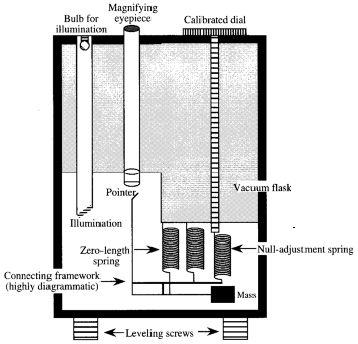 Bulb for
illumination
Magnifying
eyepiece
Calibrated dial
Pointer
Vacuum flask
Illumination
Zero-length
spring
Null-adjustment spring
Connecting framework
(highly diagrammatic)
Mass
Leveling screws